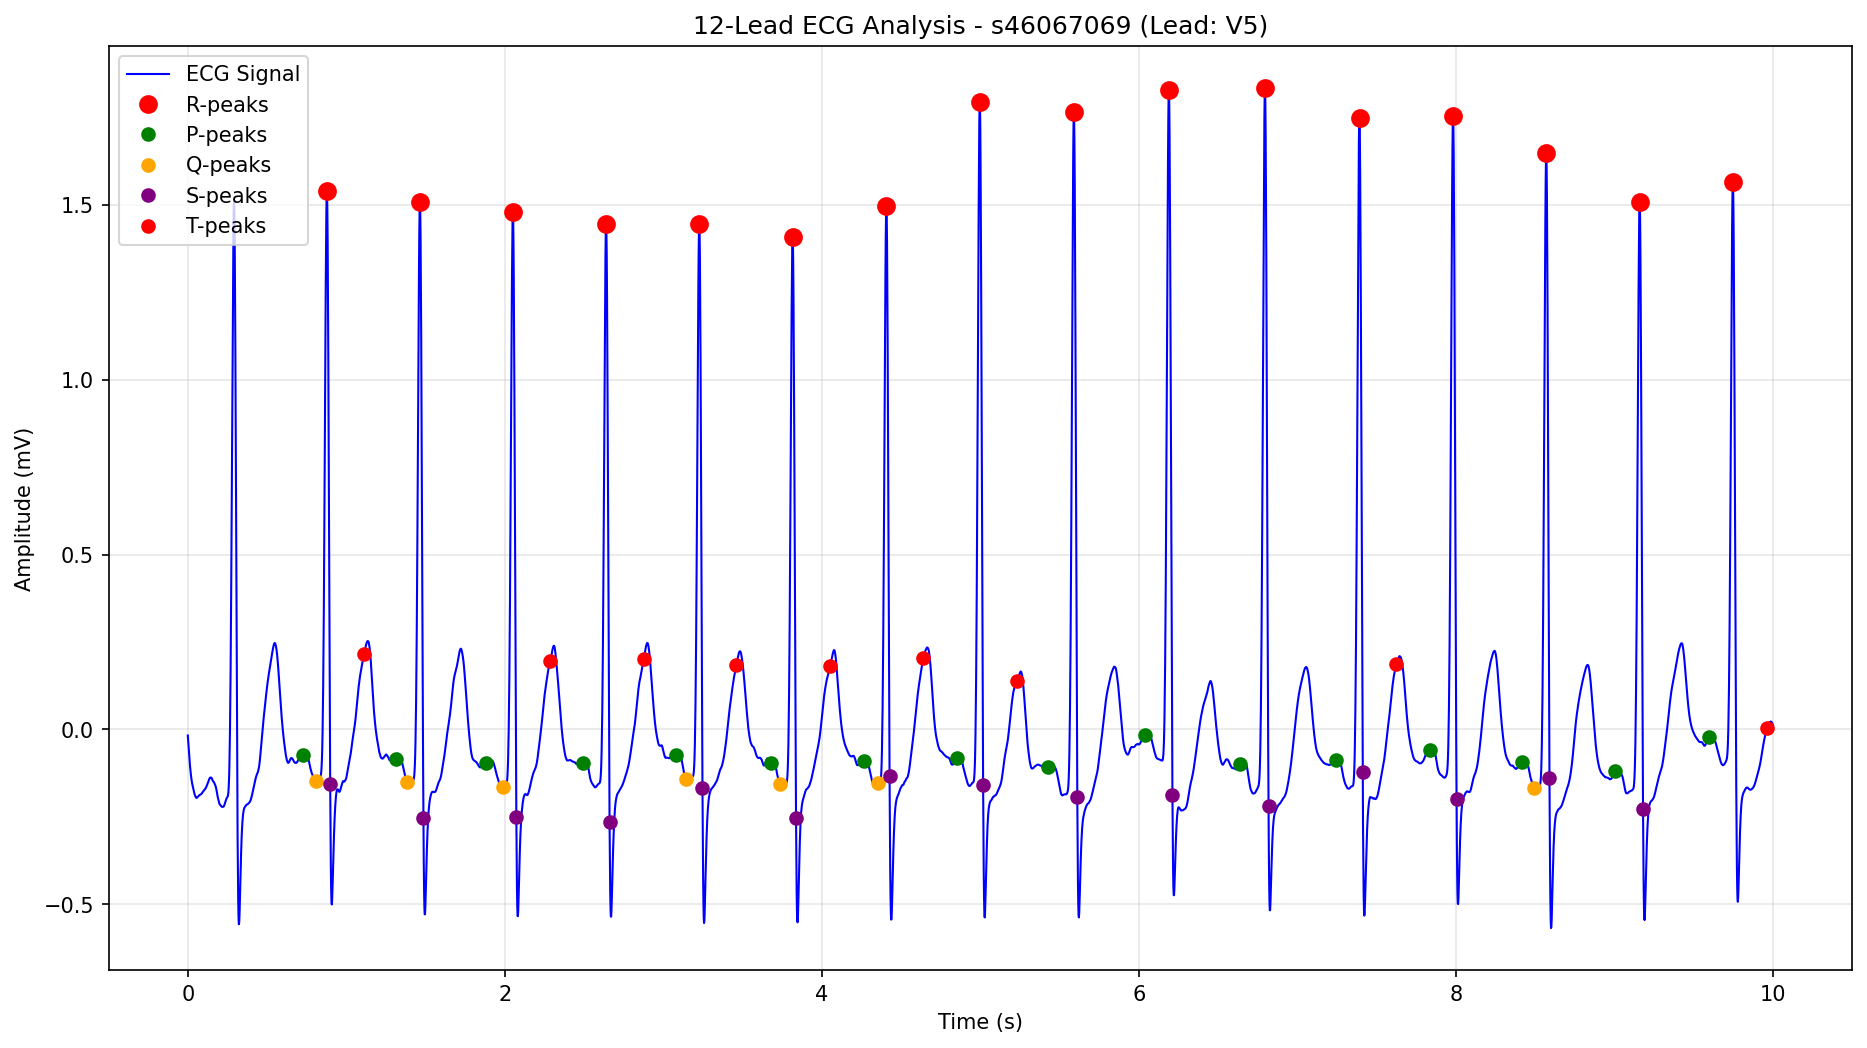 12-Lead ECG Analysis - s46067069 (Lead: V5)
ECG Signal
R-peaks
P-peaks
Q-peaks
S-peaks
T-peaks
Amplitude (mV)
1.5
1.0
0.5
0.0
−0.5
0 2 4 6 8 10
Time (s)